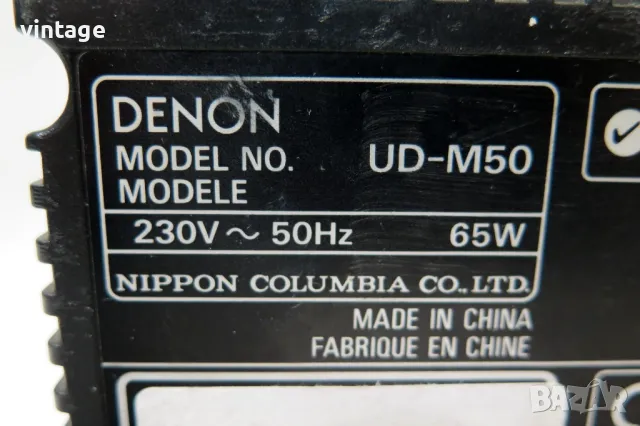 vintage
DENON
MODEL NO. UD-M50
MODELE
230V ~ 50Hz 65W
NIPPON COLUMBIA CO., LTD.
MADE IN CHINA
FABRIQUE EN CHINE
BAZAR